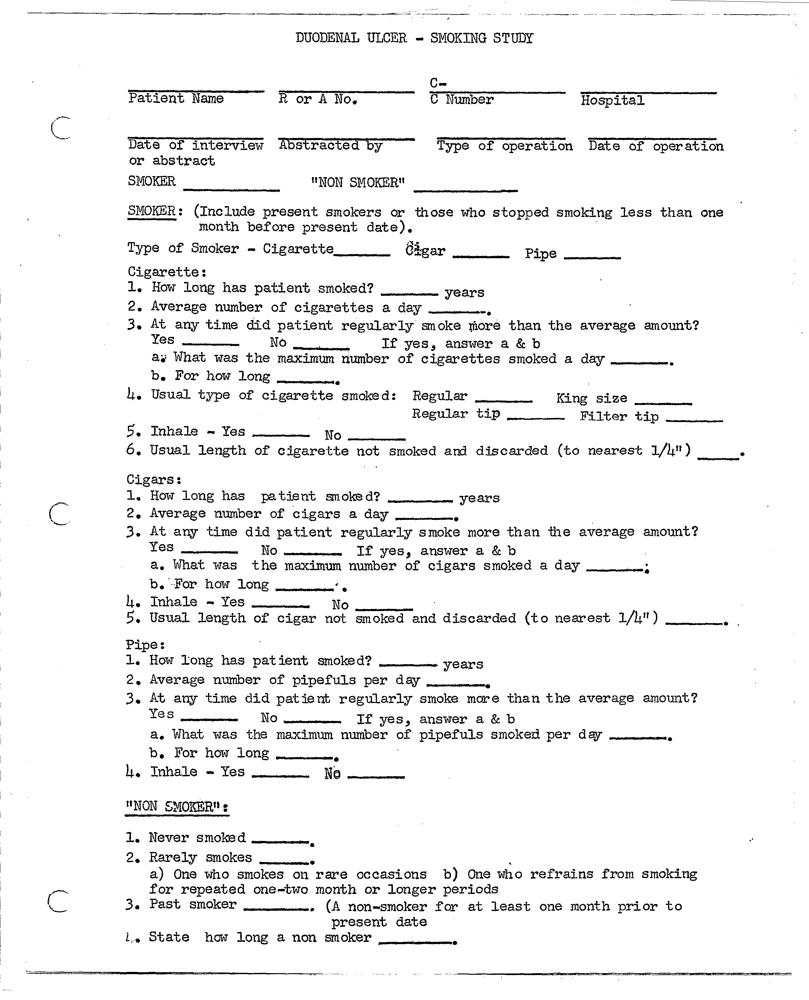 DUODENAL ULCER - SMOKING STUDY
C-
Patient Name R or A No. C Number Hospital
Date of interview Abstracted by Type of operation Date of operation
or abstract
SMOKER ________ "NON SMOKER" ________
SMOKER: (Include present smokers or those who stopped smoking less than one
month before present date).
Type of Smoker - Cigarette______ Cigar ______ Pipe ______
Cigarette:
1. How long has patient smoked? ______ years
2. Average number of cigarettes a day ______.
3. At any time did patient regularly smoke more than the average amount?
Yes ______ No ______ If yes, answer a & b
a. What was the maximum number of cigarettes smoked a day ______.
b. For how long ______.
4. Usual type of cigarette smoked: Regular ______ King size ______
Regular tip ______ Filter tip ______
5. Inhale - Yes ______ No ______
6. Usual length of cigarette not smoked and discarded (to nearest 1/4") ____.
Cigars:
1. How long has patient smoked? ______ years
2. Average number of cigars a day ______.
3. At any time did patient regularly smoke more than the average amount?
Yes ______ No ______ If yes, answer a & b
a. What was the maximum number of cigars smoked a day ______;
b. For how long ______.
4. Inhale - Yes ______ No ______
5. Usual length of cigar not smoked and discarded (to nearest 1/4") ______.
Pipe:
1. How long has patient smoked? ______ years
2. Average number of pipefuls per day ______.
3. At any time did patient regularly smoke more than the average amount?
Yes ______ No ______ If yes, answer a & b
a. What was the maximum number of pipefuls smoked per day ______.
b. For how long ______.
4. Inhale - Yes ______ No ______
"NON SMOKER":
1. Never smoked ______.
2. Rarely smokes ______.
a) One who smokes on rare occasions b) One who refrains from smoking
for repeated one-two month or longer periods
3. Past smoker ______. (A non-smoker for at least one month prior to
present date
4. State how long a non smoker ______.